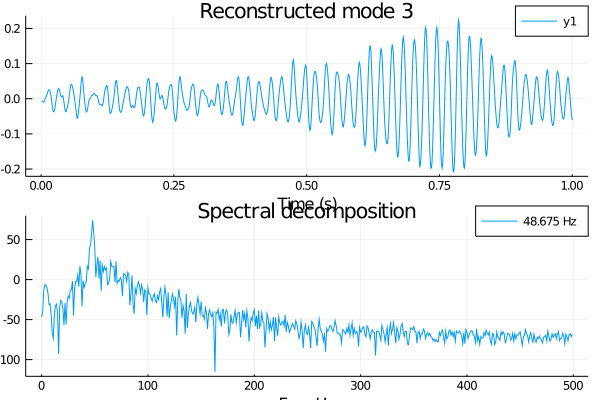 Reconstructed mode 3
y1
0.2
0.1
0.0
-0.1
-0.2
0.00 0.25 0.50 0.75 1.00
Time (s)
Spectral decomposition
48.675 Hz
50
0
-50
100
0 100 200 300 400 500